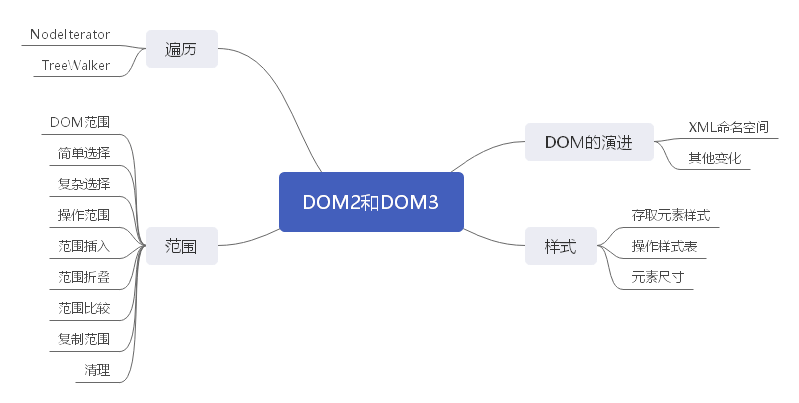 DOM2和DOM3
DOM的演进
XML命名空间
其他变化
样式
存取元素样式
操作样式表
元素尺寸
遍历
NodeIterator
TreeWalker
范围
DOM范围
简单选择
复杂选择
操作范围
范围插入
范围折叠
范围比较
复制范围
清理